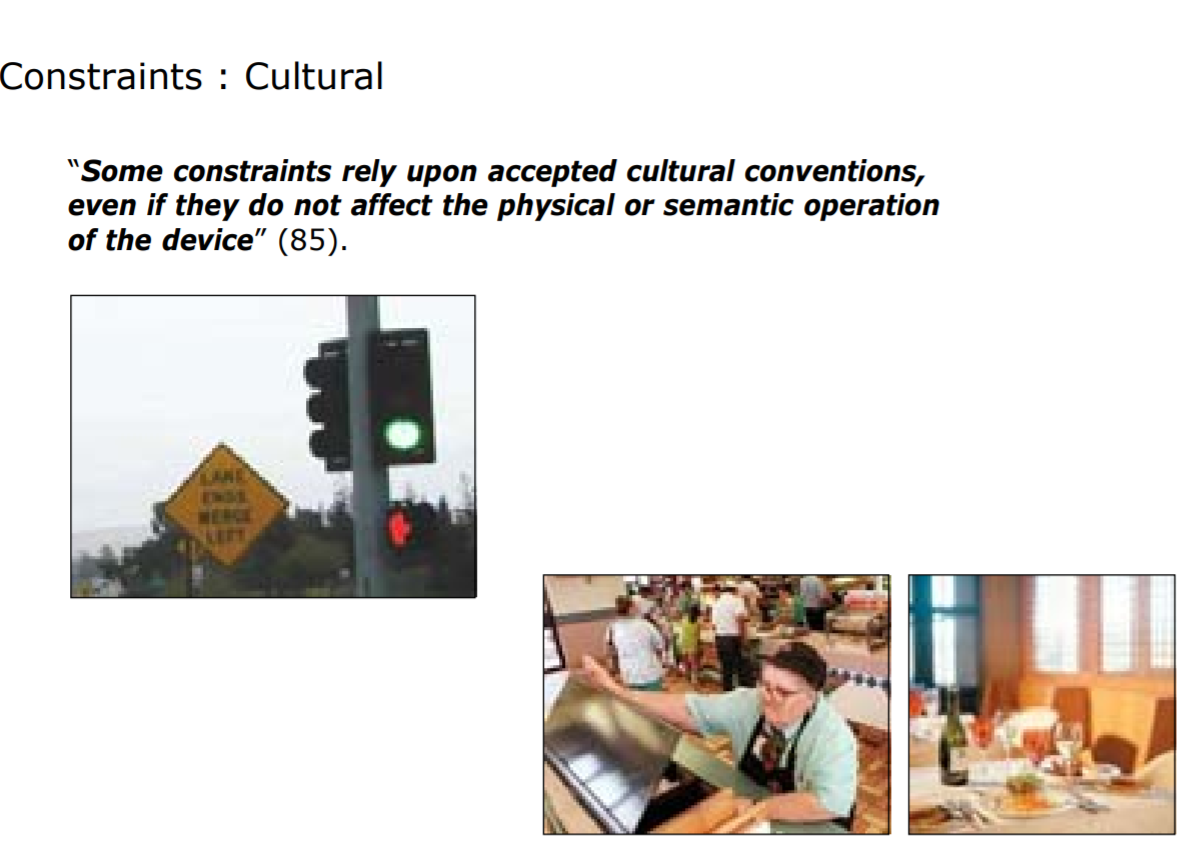 Constraints : Cultural
“Some constraints rely upon accepted cultural conventions,
even if they do not affect the physical or semantic operation
of the device” (85).
LANE
ENDS
MERGE
LEFT